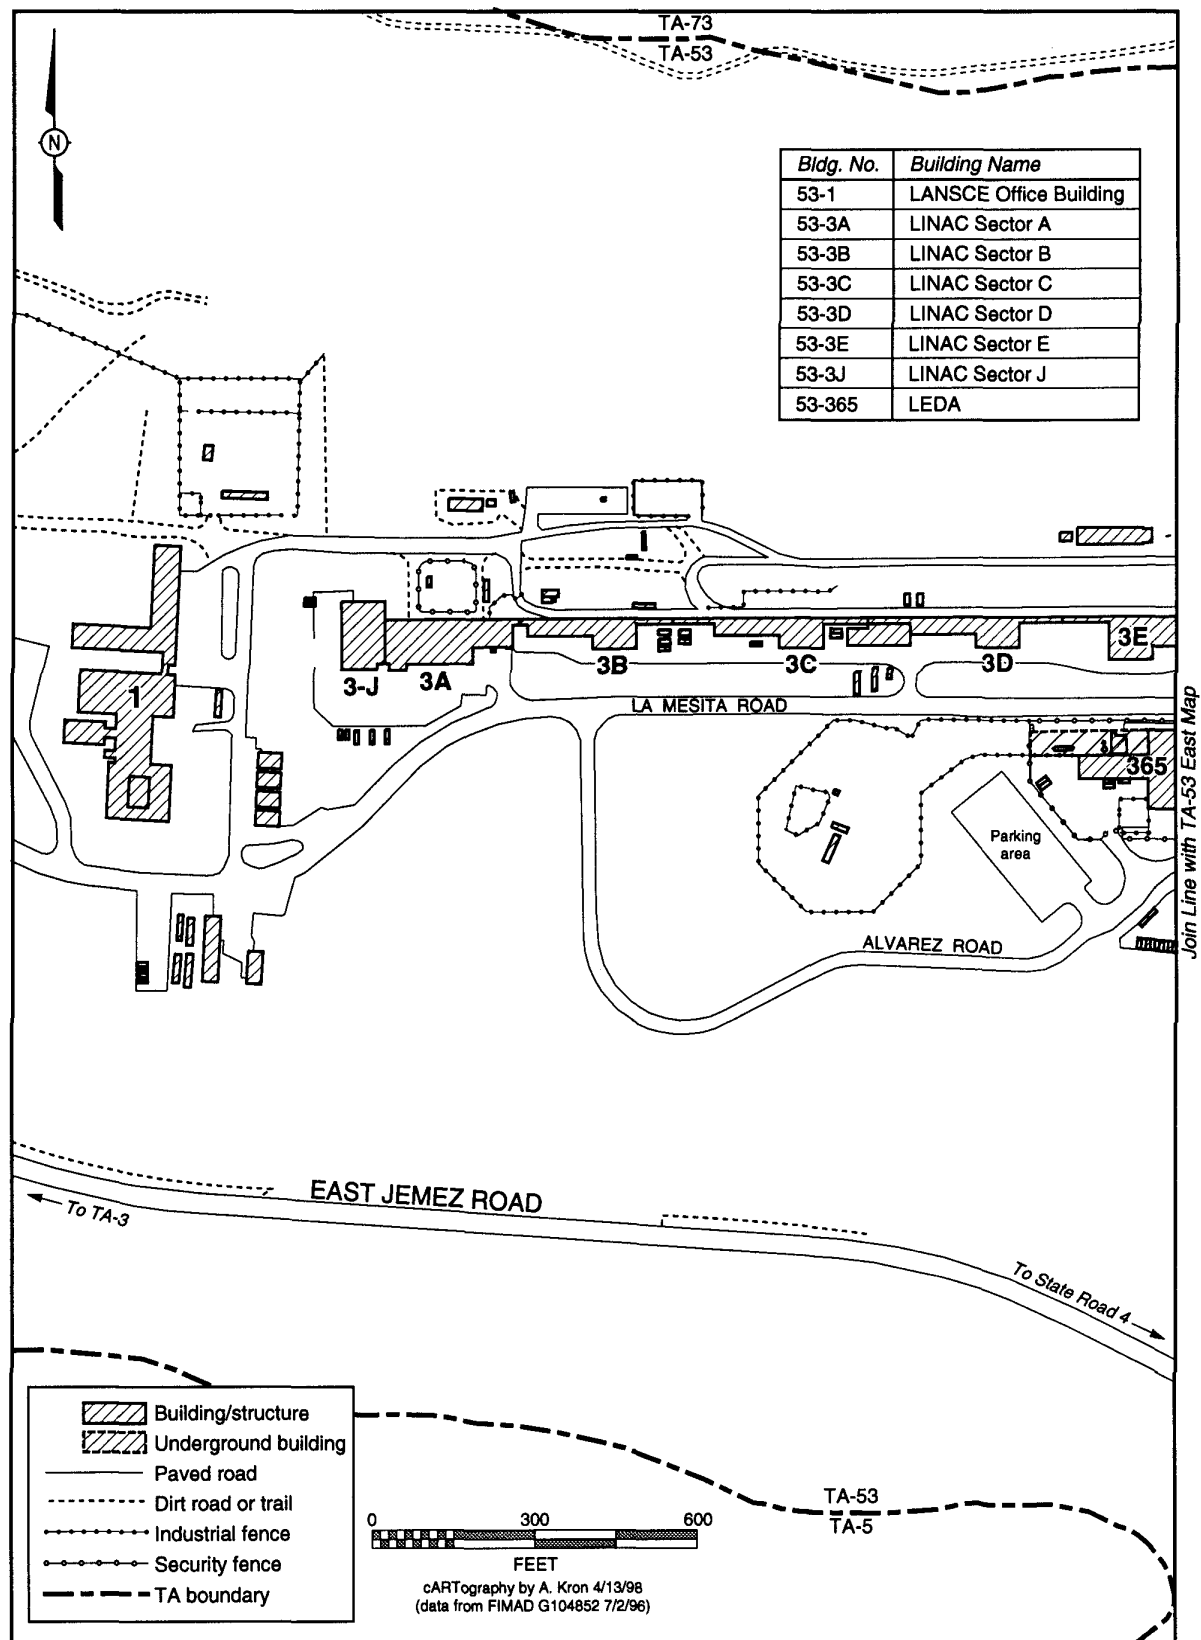 TA-73
TA-53
N
Bldg. No. Building Name
53-1 LANSCE Office Building
53-3A LINAC Sector A
53-3B LINAC Sector B
53-3C LINAC Sector C
53-3D LINAC Sector D
53-3E LINAC Sector E
53-3J LINAC Sector J
53-365 LEDA
3E
3B
3C
3D
3-J
3A
1
LA MESITA ROAD
365
Parking
area
ALVAREZ ROAD
Join Line with TA-53 East Map
EAST JEMEZ ROAD
To TA-3
To State Road 4
Building/structure
Underground building
Paved road
Dirt road or trail
Industrial fence
Security fence
TA boundary
TA-53
TA-5
0 300 600
FEET
cARTography by A. Kron 4/13/98
(data from FIMAD G104852 7/2/96)